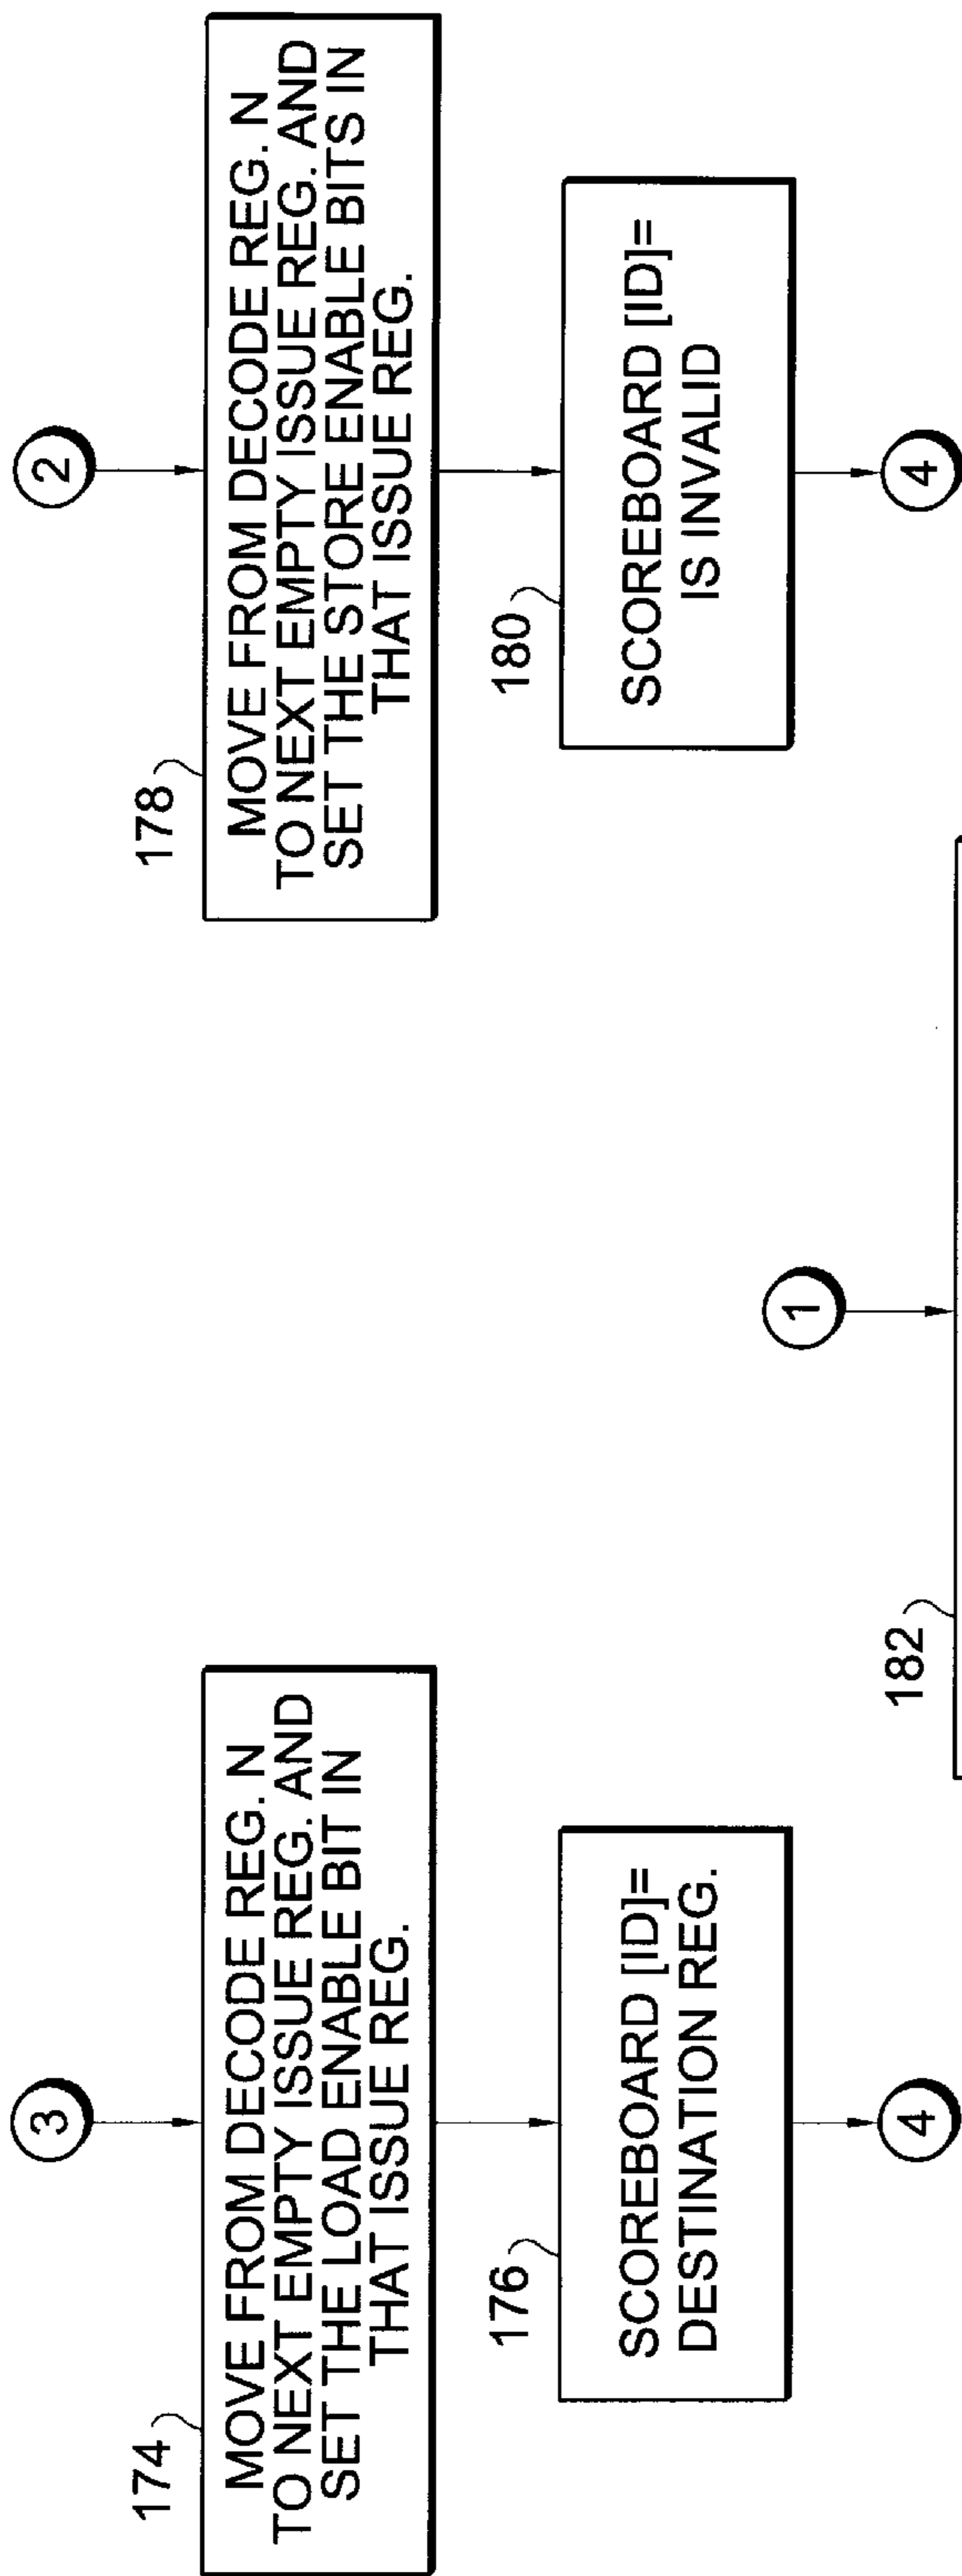 3
174
MOVE FROM DECODE REG. N
TO NEXT EMPTY ISSUE REG. AND
SET THE LOAD ENABLE BIT IN
THAT ISSUE REG.
176
SCOREBOARD [ID]=
DESTINATION REG.
4
2
178
MOVE FROM DECODE REG. N
TO NEXT EMPTY ISSUE REG. AND
SET THE STORE ENABLE BITS IN
THAT ISSUE REG.
180
SCOREBOARD [ID]=
IS INVALID
4
1
182